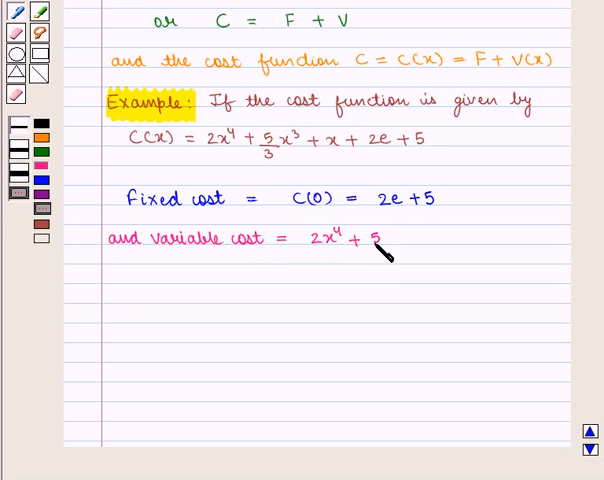 or C = F + V
and the cost function C = C(x) = F + V(x)
Example: If the cost function is given by
C(x) = 2x⁴ + 5/3 x³ + x + 2e + 5
Fixed cost = C(0) = 2e + 5
and variable cost = 2x⁴ + 5